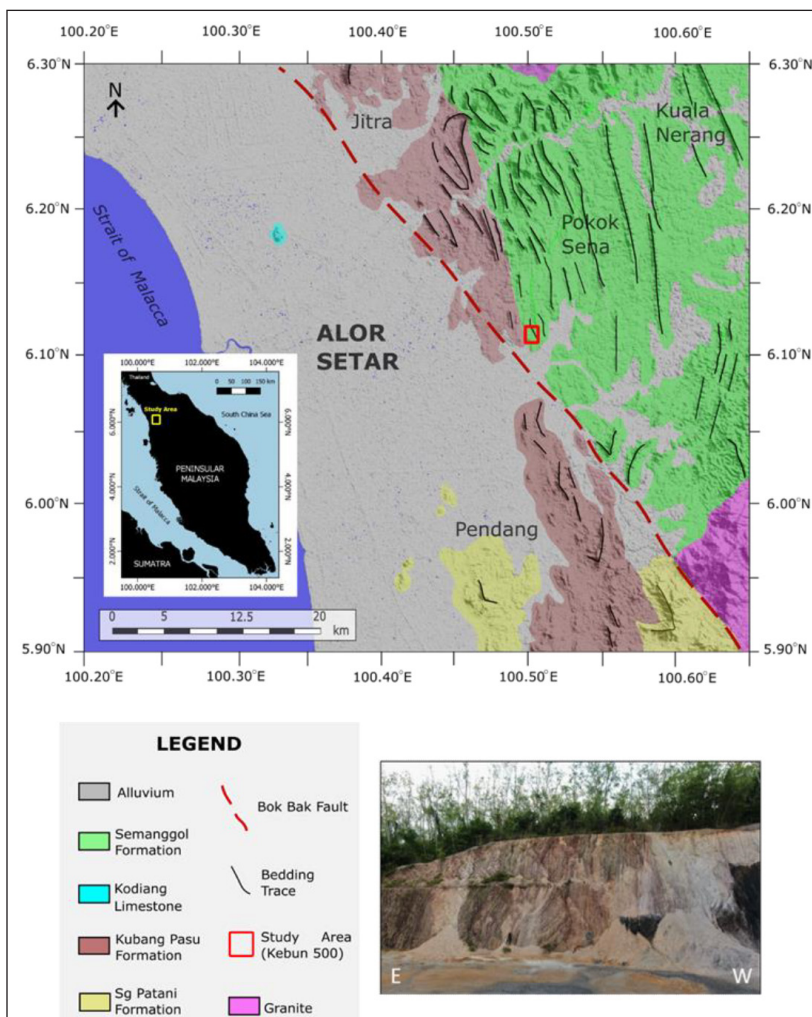 100.20°E 100.30°E 100.40°E 100.50°E 100.60°E
6.30°N 6.30°N
N
Jitra
Kuala
Nerang
6.20°N 6.20°N
Strait of Malacca
Pokok
Sena
ALOR
SETAR
6.10°N 6.10°N
100.000°E 102.000°E 104.000°E
Thailand
0 50 100 150 km
Study Area
South China Sea
6.000°N 6.000°N
PENINSULAR
MALAYSIA
4.000°N 4.000°N
Strait of Malacca
2.000°N 2.000°N
SUMATRA
100.000°E 102.000°E 104.000°E
6.00°N 6.00°N
Pendang
0 5 12.5 20
km
5.90°N 5.90°N
100.20°E 100.30°E 100.40°E 100.50°E 100.60°E
LEGEND
Alluvium
Semanggol
Formation
Kodiang
Limestone
Kubang Pasu
Formation
Sg Patani
Formation
Bok Bak Fault
Bedding
Trace
Study Area
(Kebun 500)
Granite
E W